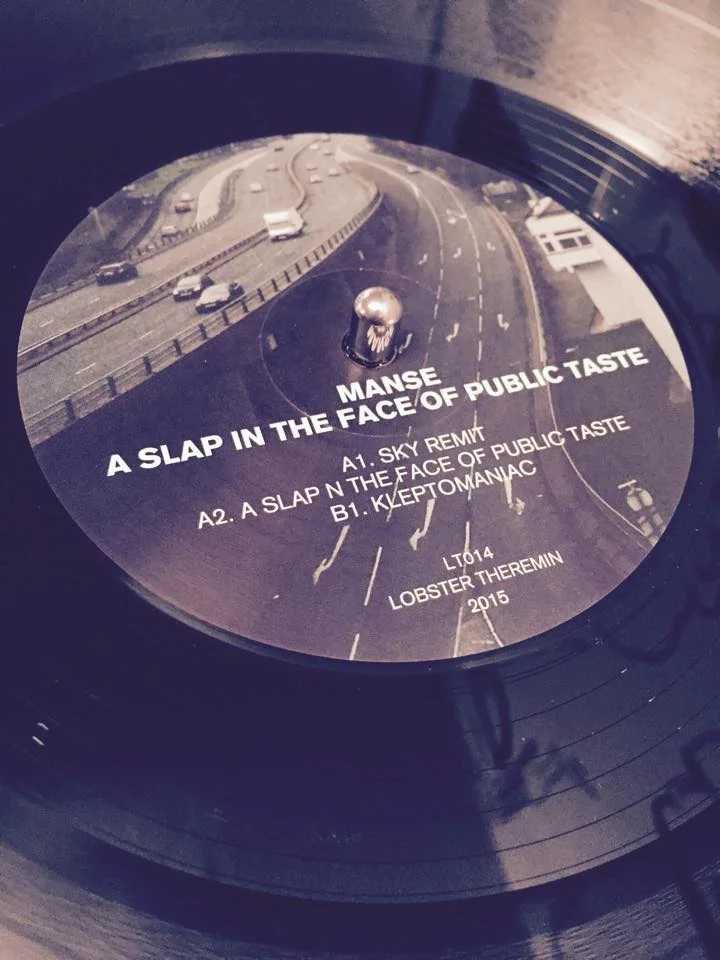 MANSE
A SLAP IN THE FACE OF PUBLIC TASTE
A1. SKY REMIT
A2. A SLAP N THE FACE OF PUBLIC TASTE
B1. KLEPTOMANIAC
LT014
LOBSTER THEREMIN
2015